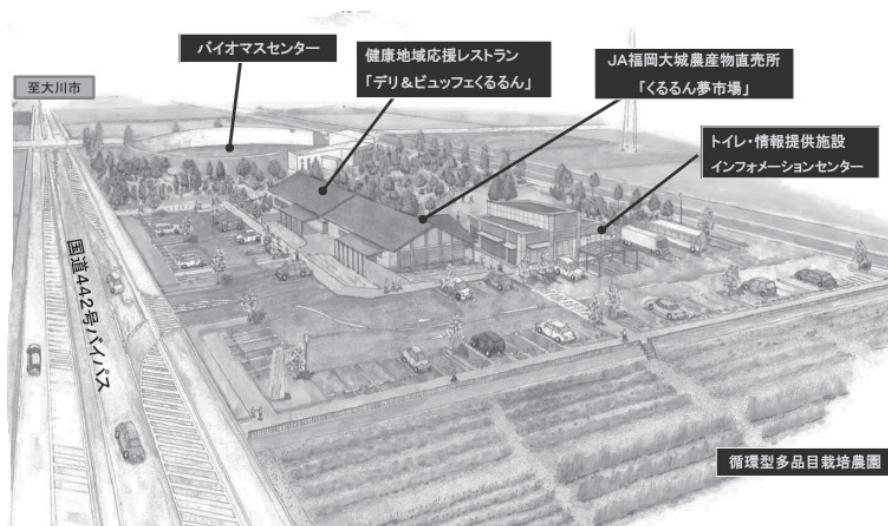 バイオマスセンター
健康地域応援レストラン
「デリ&ビュッフェくるるん」
JA福岡大城農産物直売所
「くるるん夢市場」
至大川市
トイレ・情報提供施設
インフォメーションセンター
国道442号バイパス
循環型多品目栽培農園